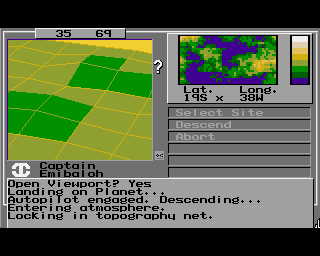 35 69
?
Lat. Long.
19S x 38W
Select Site
Descend
Abort
Captain
Emibaloh
Open Viewport? Yes
Landing on Planet...
Autopilot engaged. Descending...
Entering atmosphere.
Locking in topography net.